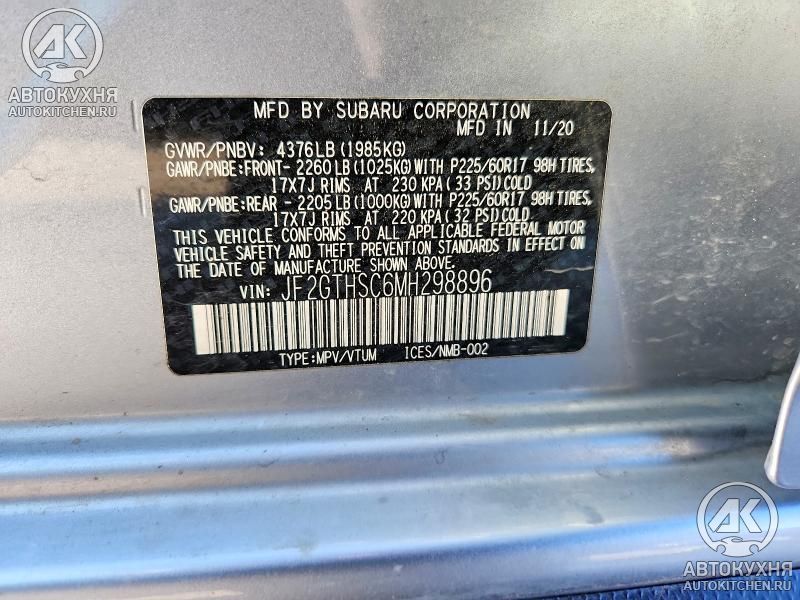 АВТОКУХНЯ
AUTOKITCHEN.RU
MFD BY SUBARU CORPORATION
MFD IN 11/20
GVWR/PNBV: 4376LB(1985KG)
GAWR/PNBE:FRONT- 2260LB(1025KG)WITH P225/60R17 98H TIRES,
17X7J RIMS AT 230 KPA(33 PSI)COLD
GAWR/PNBE:REAR - 2205LB(1000KG)WITH P225/60R17 98H TIRES,
17X7J RIMS AT 220 KPA(32 PSI)COLD
THIS VEHICLE CONFORMS TO ALL APPLICABLE FEDERAL MOTOR
VEHICLE SAFETY AND THEFT PREVENTION STANDARDS IN EFFECT ON
THE DATE OF MANUFACTURE SHOWN ABOVE.
VIN: JF2GTHSC6MH298896
TYPE:MPV/VTUM ICES/NMB-002
АВТОКУХНЯ
AUTOKITCHEN.RU